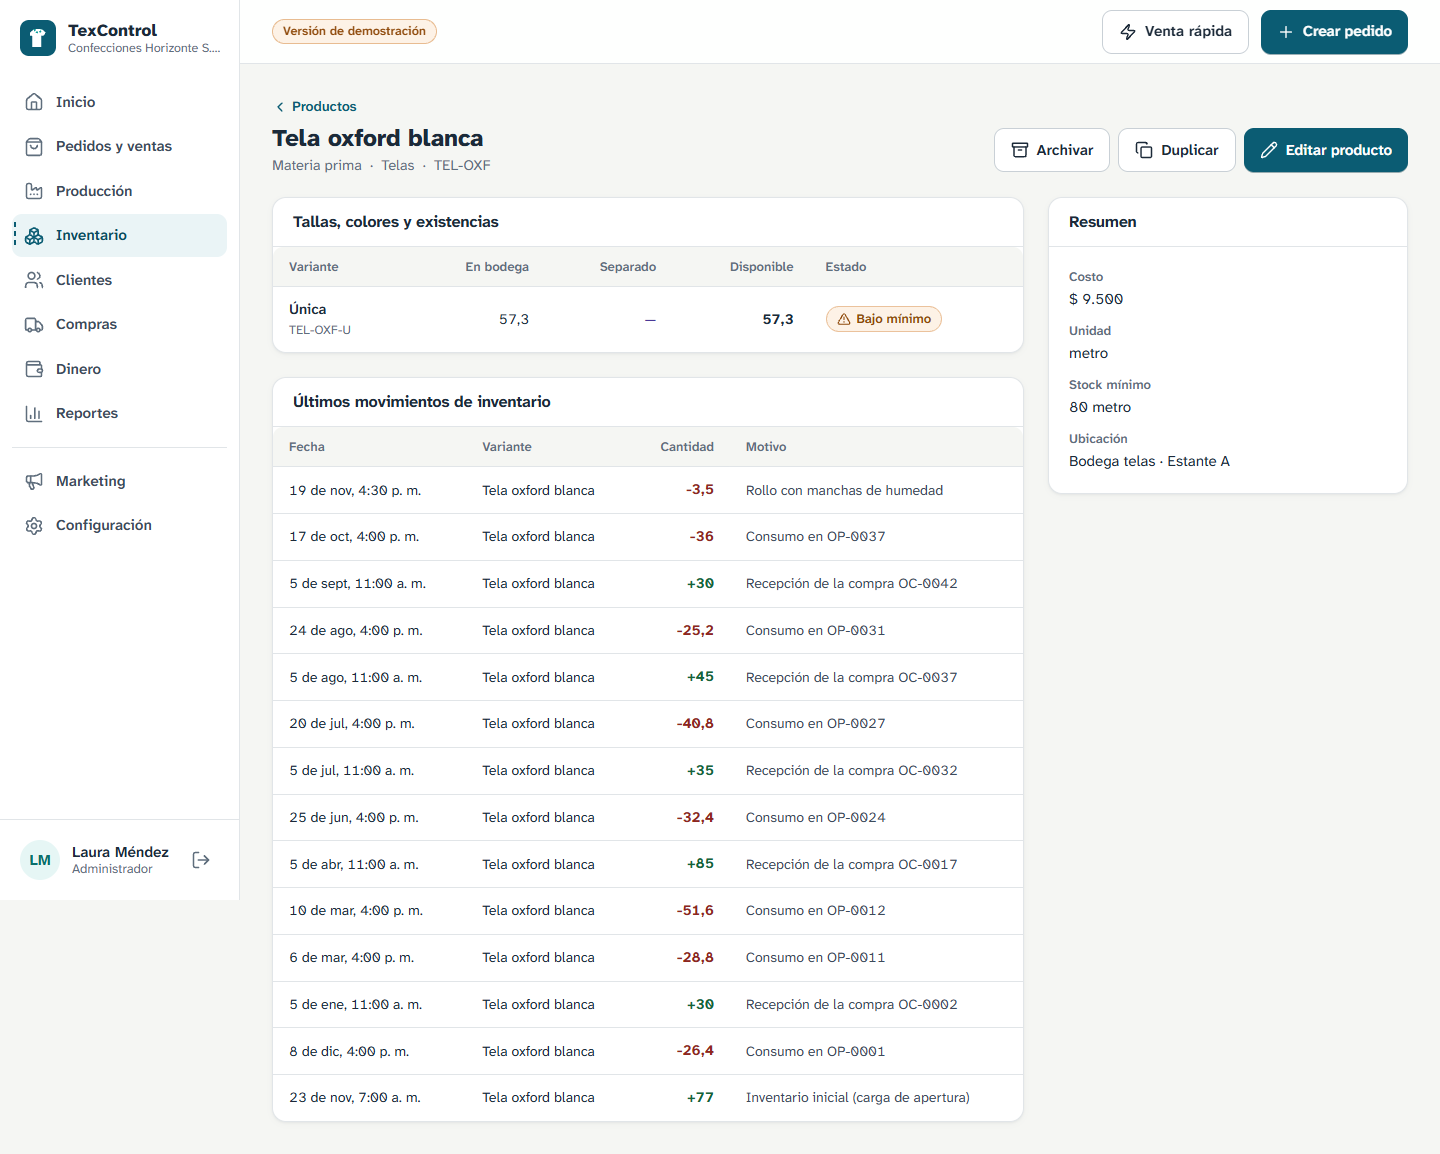 TexControl
Confecciones Horizonte S....
Inicio
Pedidos y ventas
Producción
Inventario
Clientes
Compras
Dinero
Reportes
Marketing
Configuración
LM
Laura Méndez
Administrador
Versión de demostración
Venta rápida
Crear pedido
Productos
Tela oxford blanca
Materia prima · Telas · TEL-OXF
Archivar
Duplicar
Editar producto
Tallas, colores y existencias
Variante En bodega Separado Disponible Estado
Única
TEL-OXF-U
57,3 — 57,3 Bajo mínimo
Últimos movimientos de inventario
Fecha Variante Cantidad Motivo
19 de nov, 4:30 p. m. Tela oxford blanca -3,5 Rollo con manchas de humedad
17 de oct, 4:00 p. m. Tela oxford blanca -36 Consumo en OP-0037
5 de sept, 11:00 a. m. Tela oxford blanca +30 Recepción de la compra OC-0042
24 de ago, 4:00 p. m. Tela oxford blanca -25,2 Consumo en OP-0031
5 de ago, 11:00 a. m. Tela oxford blanca +45 Recepción de la compra OC-0037
20 de jul, 4:00 p. m. Tela oxford blanca -40,8 Consumo en OP-0027
5 de jul, 11:00 a. m. Tela oxford blanca +35 Recepción de la compra OC-0032
25 de jun, 4:00 p. m. Tela oxford blanca -32,4 Consumo en OP-0024
5 de abr, 11:00 a. m. Tela oxford blanca +85 Recepción de la compra OC-0017
10 de mar, 4:00 p. m. Tela oxford blanca -51,6 Consumo en OP-0012
6 de mar, 4:00 p. m. Tela oxford blanca -28,8 Consumo en OP-0011
5 de ene, 11:00 a. m. Tela oxford blanca +30 Recepción de la compra OC-0002
8 de dic, 4:00 p. m. Tela oxford blanca -26,4 Consumo en OP-0001
23 de nov, 7:00 a. m. Tela oxford blanca +77 Inventario inicial (carga de apertura)
Resumen
Costo
$ 9.500
Unidad
metro
Stock mínimo
80 metro
Ubicación
Bodega telas · Estante A